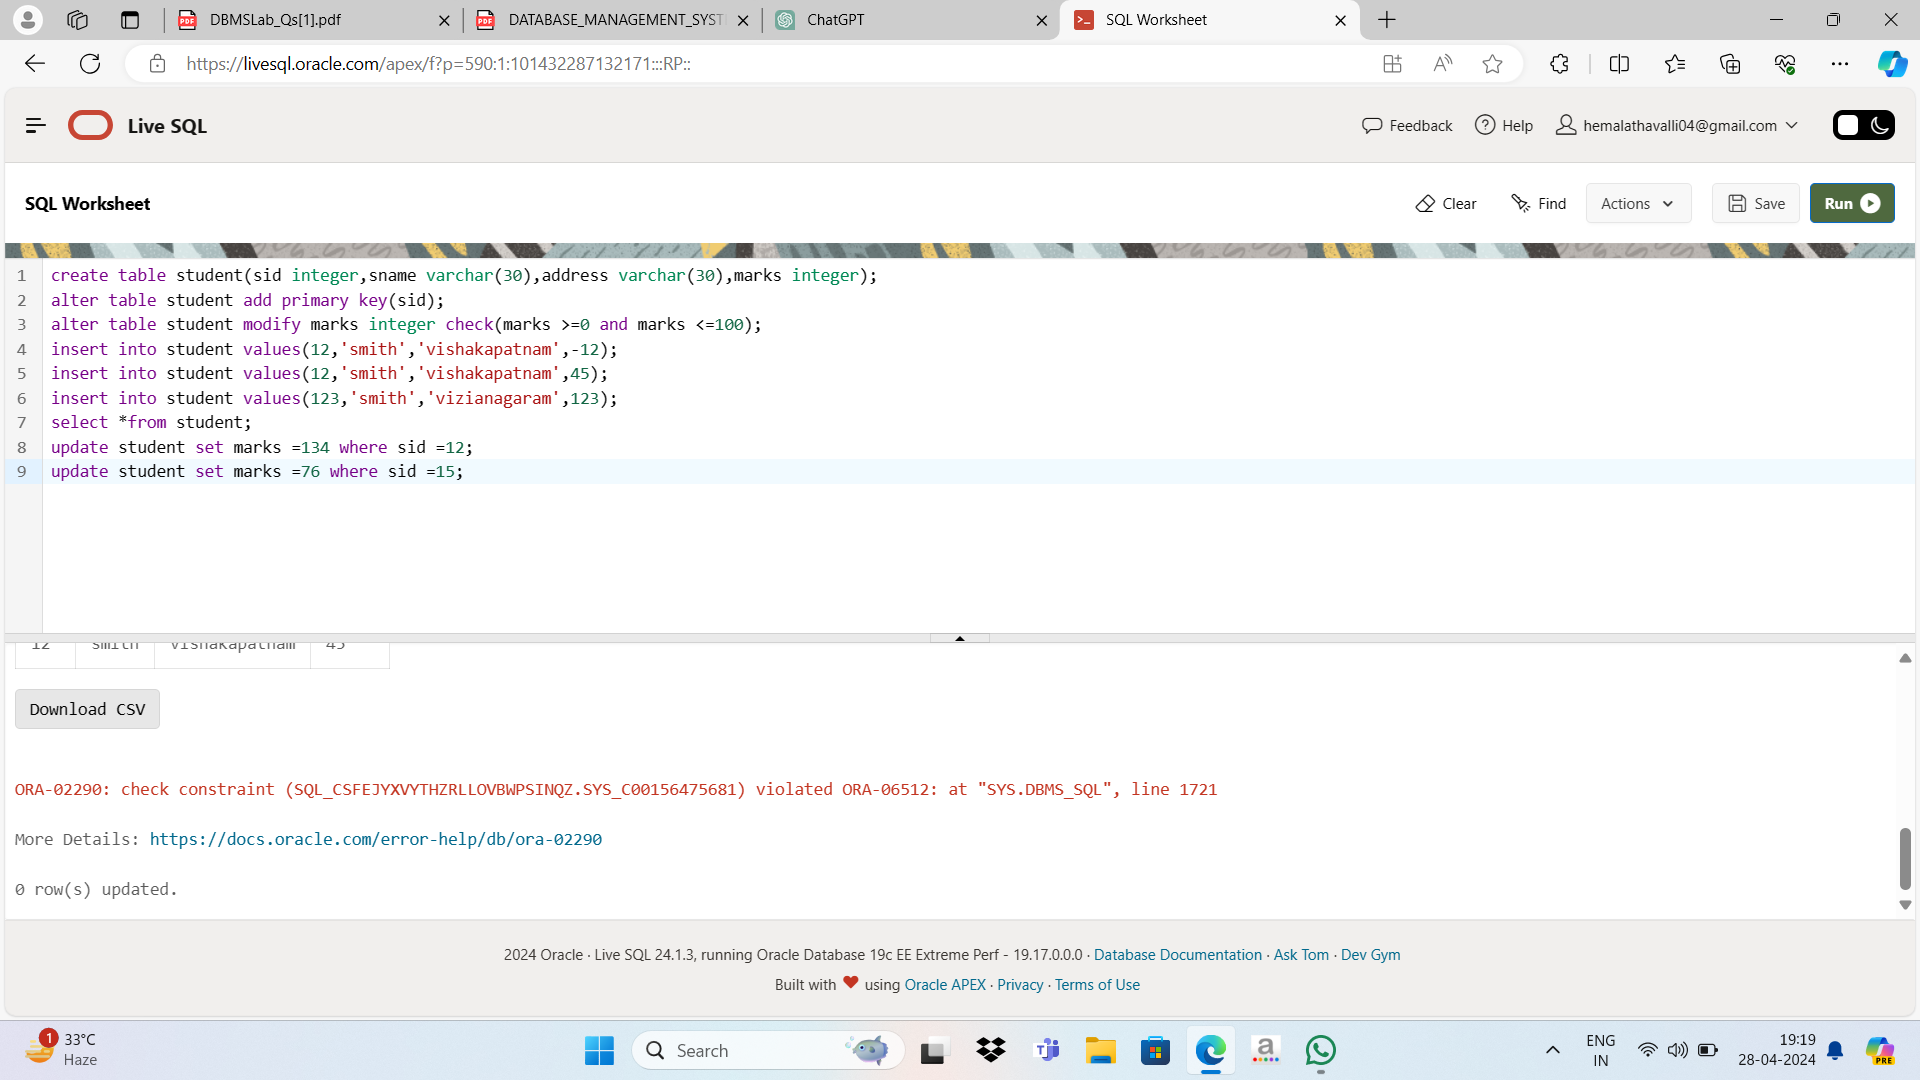 DBMSLab_Qs[1].pdf
DATABASE_MANAGEMENT_SYST
ChatGPT
SQL Worksheet
https://livesql.oracle.com/apex/f?p=590:1:101432287132171:::RP::
Live SQL
Feedback
Help
hemalathavalli04@gmail.com
SQL Worksheet
Clear
Find
Actions
Save
Run
1 create table student(sid integer,sname varchar(30),address varchar(30),marks integer);
2 alter table student add primary key(sid);
3 alter table student modify marks integer check(marks >=0 and marks <=100);
4 insert into student values(12,'smith','vishakapatnam',-12);
5 insert into student values(12,'smith','vishakapatnam',45);
6 insert into student values(123,'smith','vizianagaram',123);
7 select *from student;
8 update student set marks =134 where sid =12;
9 update student set marks =76 where sid =15;
12 smith vishakapatnam 45
Download CSV
ORA-02290: check constraint (SQL_CSFEJYXVYTHZRLLOVBWPSINQZ.SYS_C00156475681) violated ORA-06512: at "SYS.DBMS_SQL", line 1721
More Details: https://docs.oracle.com/error-help/db/ora-02290
0 row(s) updated.
2024 Oracle · Live SQL 24.1.3, running Oracle Database 19c EE Extreme Perf - 19.17.0.0.0 · Database Documentation · Ask Tom · Dev Gym
Built with ❤ using Oracle APEX · Privacy · Terms of Use
1
33°C
Haze
Search
a
ENG
IN
19:19
28-04-2024
PRE